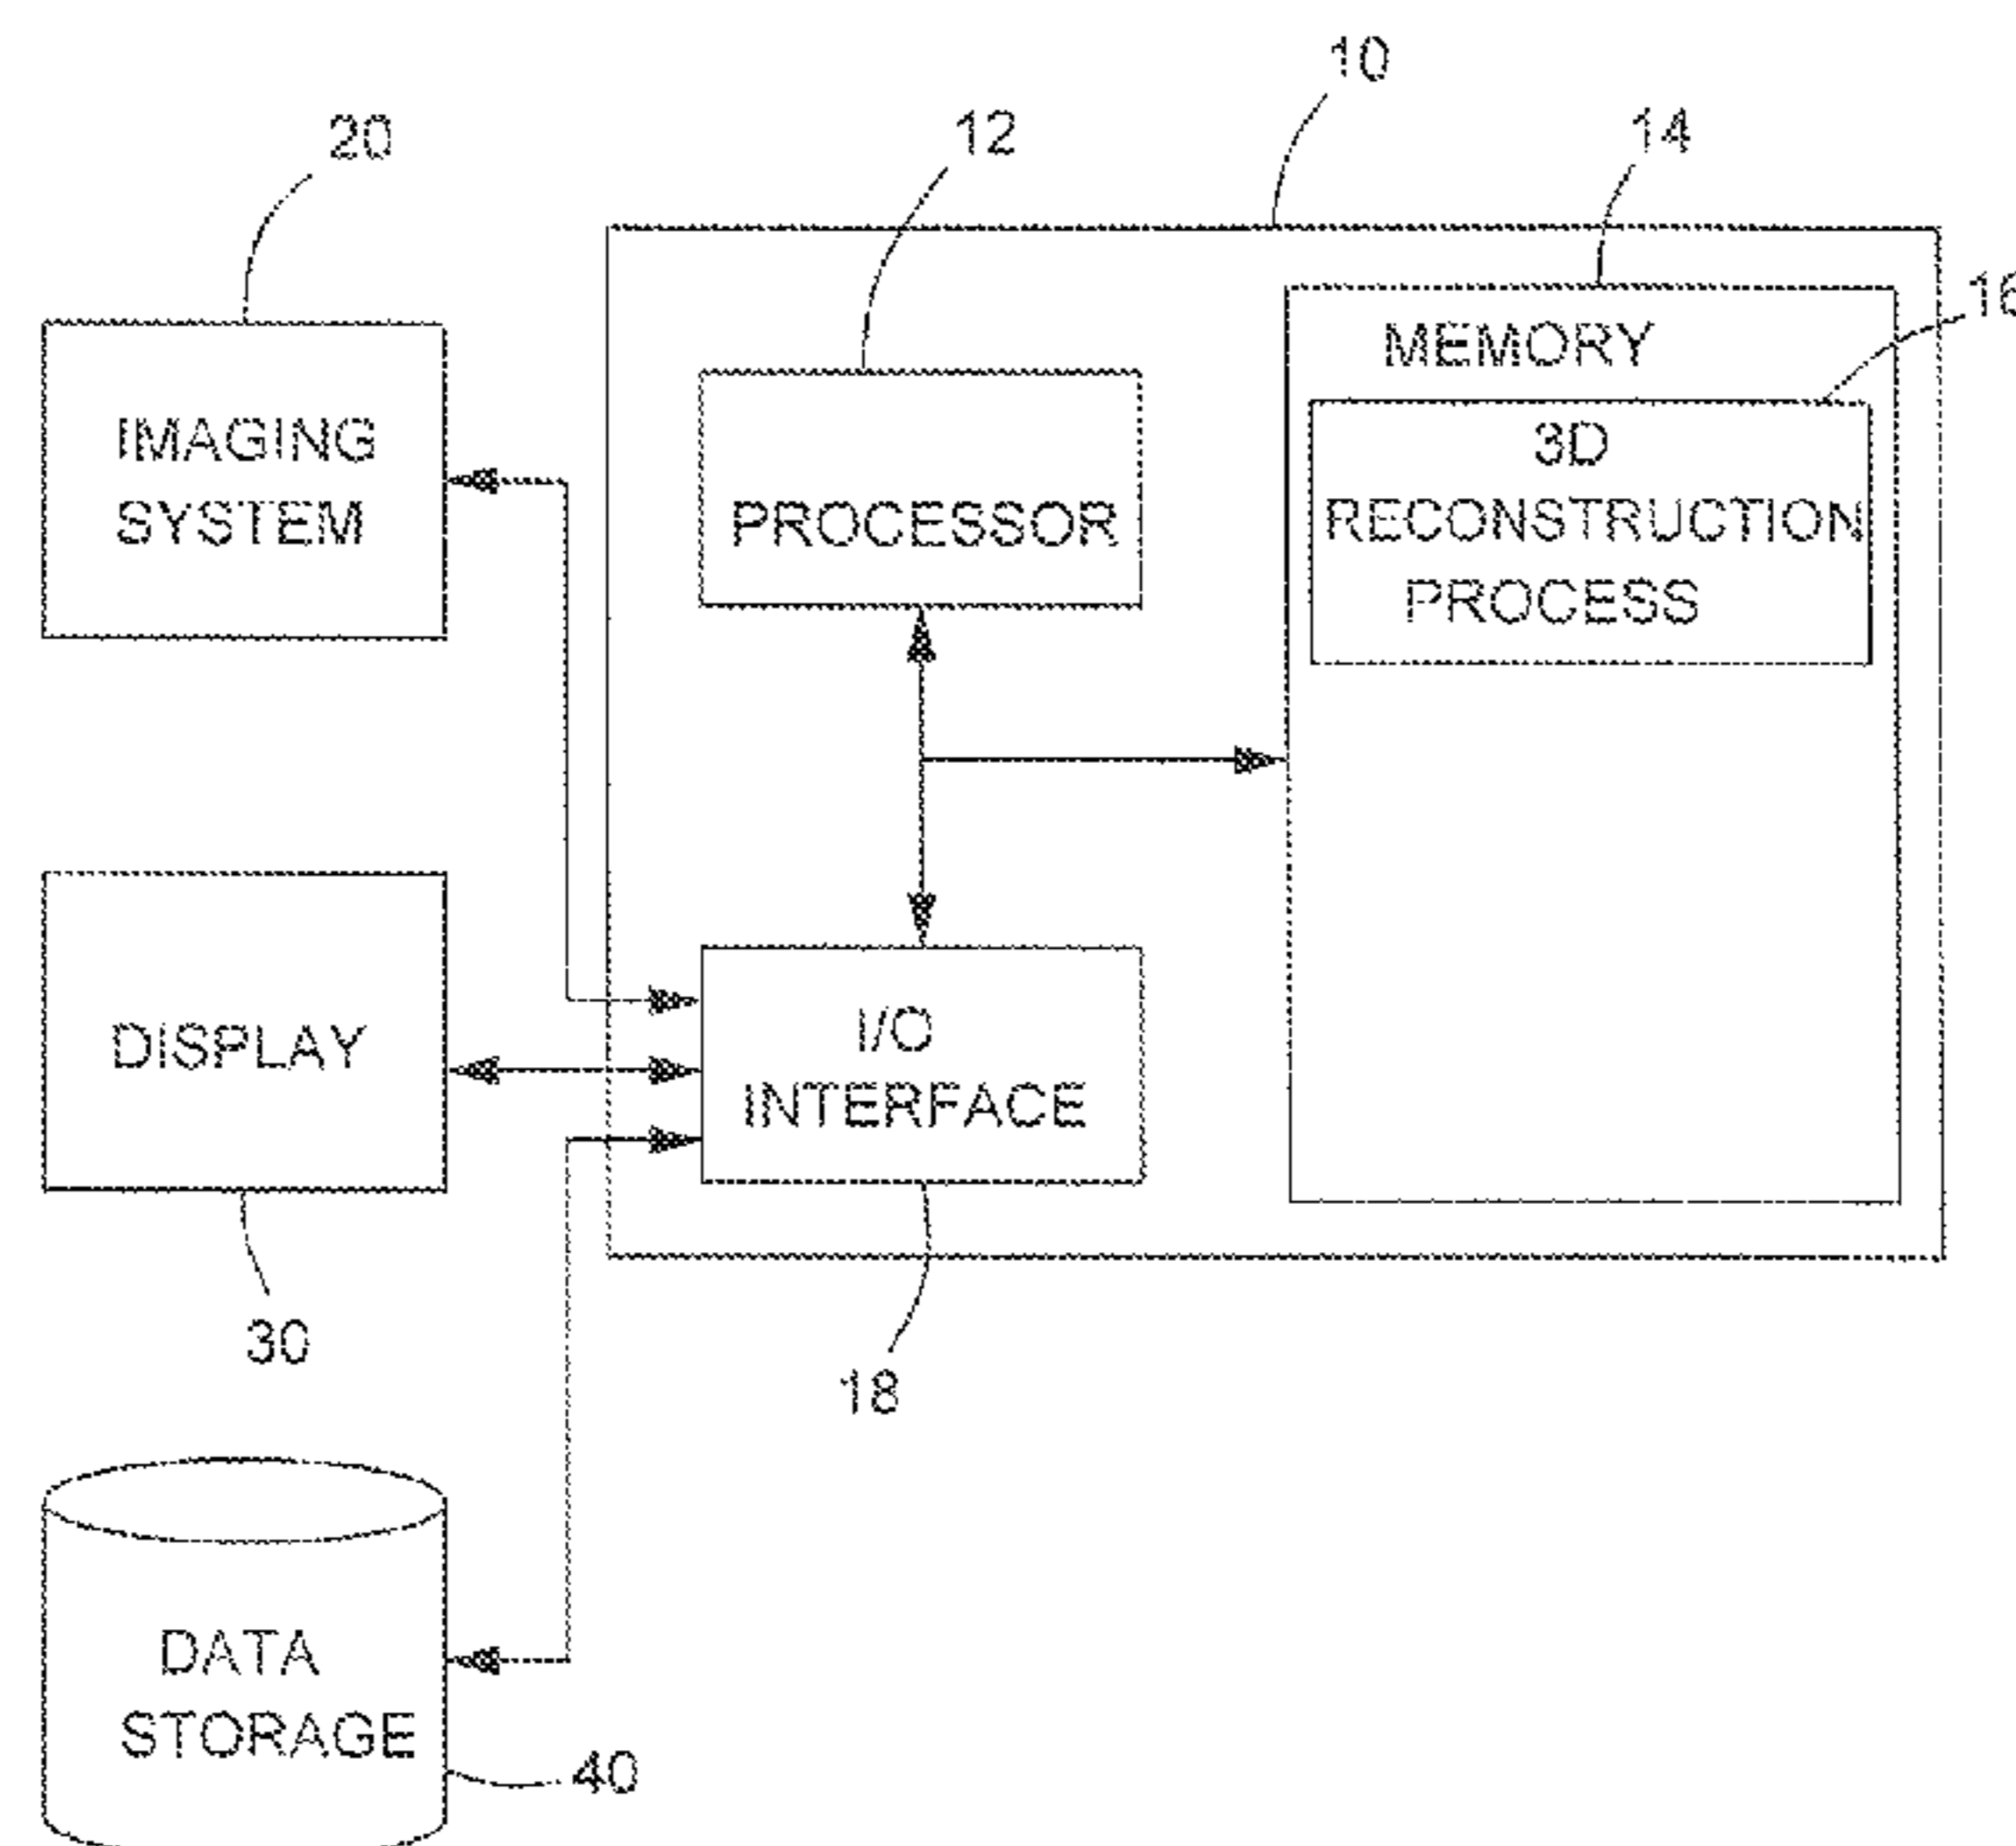 10
20
12
14
16
IMAGING
SYSTEM
PROCESSOR
MEMORY
3D
RECONSTRUCTION
PROCESS
DISPLAY
I/O
INTERFACE
30
18
DATA
STORAGE
40